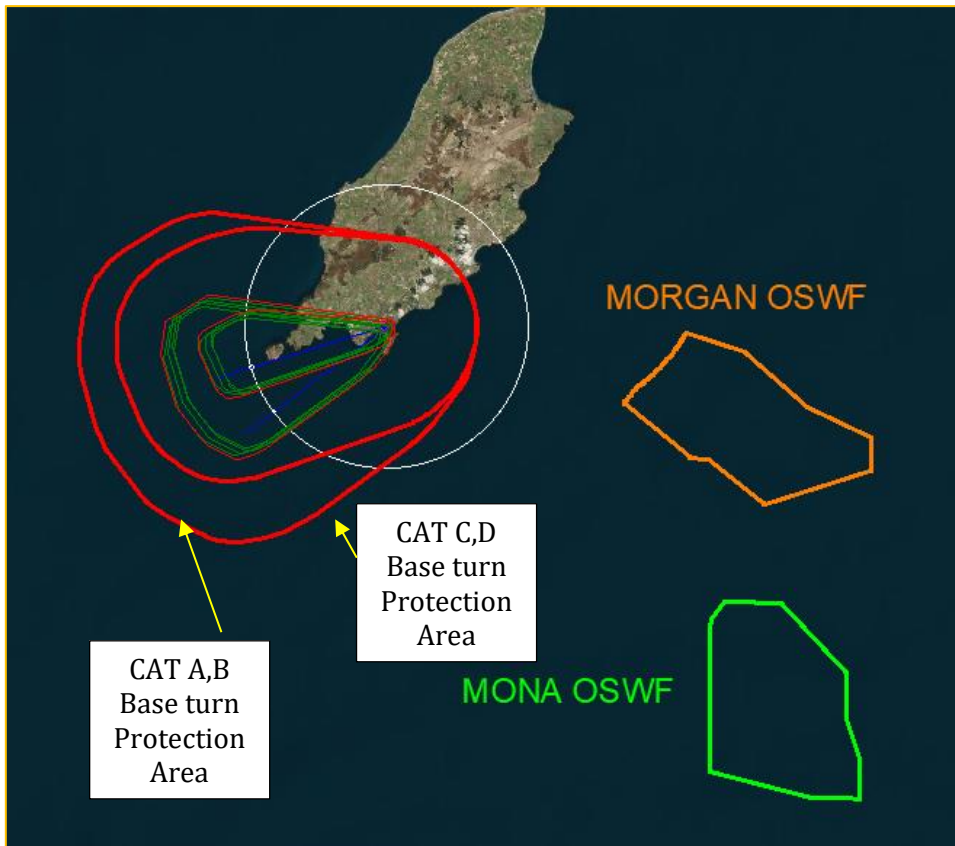 MORGAN OSWF
CAT C,D
Base turn
Protection
Area
CAT A,B
Base turn
Protection
Area
MONA OSWF